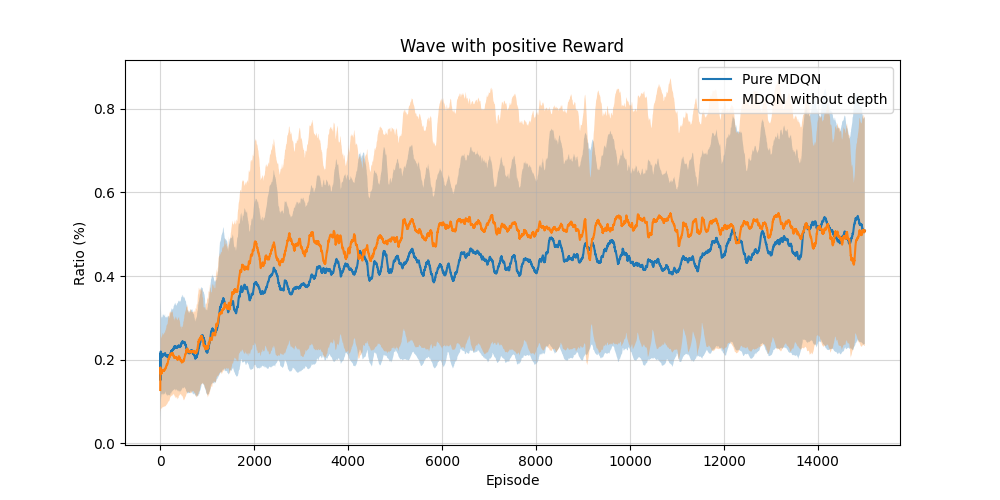 Wave with positive Reward
Pure MDQN
MDQN without depth
Ratio (%)
0.8
0.6
0.4
0.2
0.0
0 2000 4000 6000 8000 10000 12000 14000
Episode